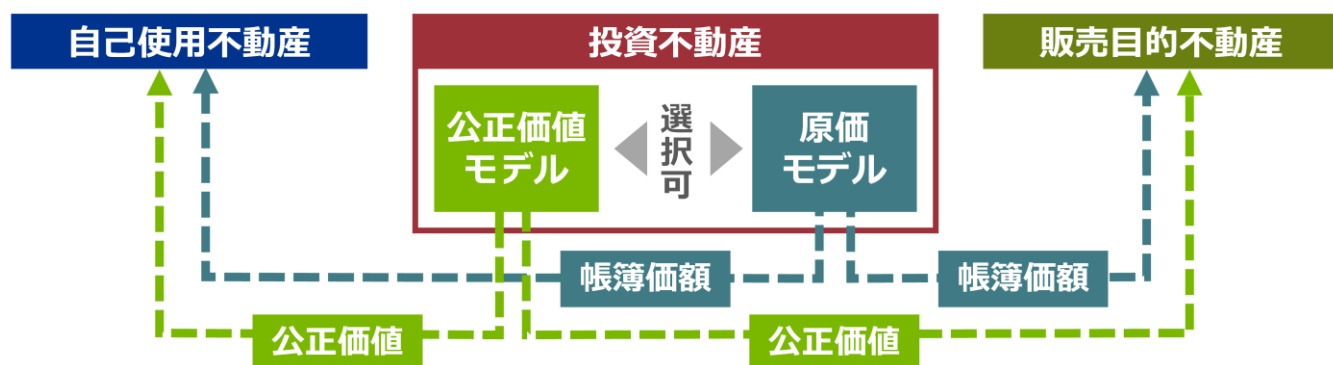 自己使用不動産
投資不動産
販売目的不動産
公正価値
モデル
選択可
原価
モデル
帳簿価額
帳簿価額
公正価値
公正価値